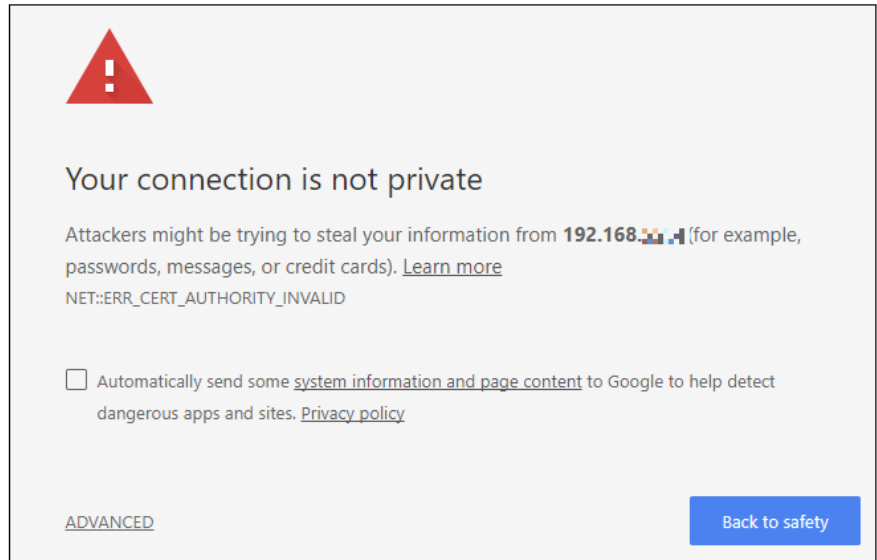 Your connection is not private
Attackers might be trying to steal your information from 192.168. (for example,
passwords, messages, or credit cards). Learn more
NET::ERR_CERT_AUTHORITY_INVALID
Automatically send some system information and page content to Google to help detect
dangerous apps and sites. Privacy policy
ADVANCED
Back to safety